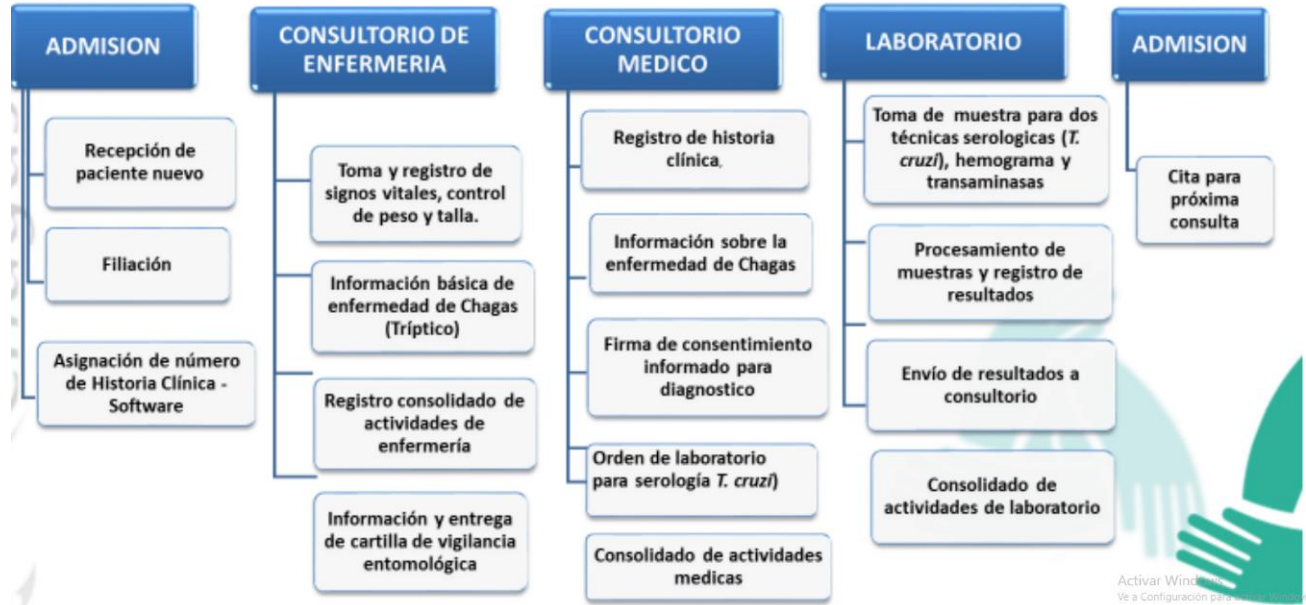 ADMISION
Recepción de
paciente nuevo
Filiación
Asignación de número
de Historia Clínica -
Software
CONSULTORIO DE
ENFERMERIA
Toma y registro de
signos vitales, control
de peso y talla.
Información básica de
enfermedad de Chagas
(Tríptico)
Registro consolidado de
actividades de
enfermería
Información y entrega
de cartilla de vigilancia
entomológica
CONSULTORIO
MEDICO
Registro de historia
clínica,
Información sobre la
enfermedad de Chagas
Firma de consentimiento
informado para
diagnostico
Orden de laboratorio
para serología T. cruzi)
Consolidado de actividades
medicas
LABORATORIO
Toma de muestra para dos
técnicas serologicas (T.
cruzi), hemograma y
transaminasas
Procesamiento de
muestras y registro de
resultados
Envío de resultados a
consultorio
Consolidado de
actividades de laboratorio
ADMISION
Cita para
próxima
consulta
Activar Windows
Ve a Configuración para activar Windows